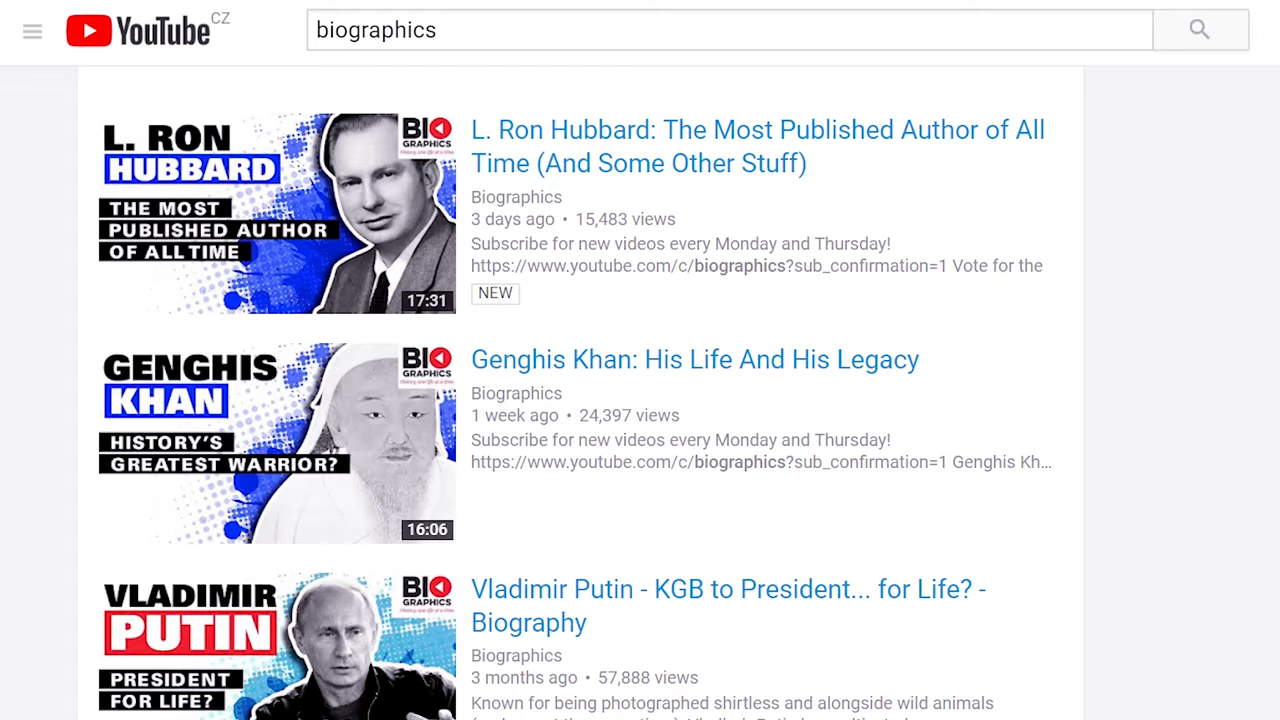 YouTube CZ
biographics
L. RON
HUBBARD
THE MOST
PUBLISHED AUTHOR
OF ALL TIME
BIO
GRAPHICS
17:31
L. Ron Hubbard: The Most Published Author of All
Time (And Some Other Stuff)
Biographics
3 days ago • 15,483 views
Subscribe for new videos every Monday and Thursday!
https://www.youtube.com/c/biographics?sub_confirmation=1 Vote for the
NEW
GENGHIS
KHAN
HISTORY'S
GREATEST WARRIOR?
BIO
GRAPHICS
16:06
Genghis Khan: His Life And His Legacy
Biographics
1 week ago • 24,397 views
Subscribe for new videos every Monday and Thursday!
https://www.youtube.com/c/biographics?sub_confirmation=1 Genghis Kh...
VLADIMIR
PUTIN
PRESIDENT
FOR LIFE?
BIO
GRAPHICS
Vladimir Putin - KGB to President... for Life? -
Biography
Biographics
3 months ago • 57,888 views
Known for being photographed shirtless and alongside wild animals